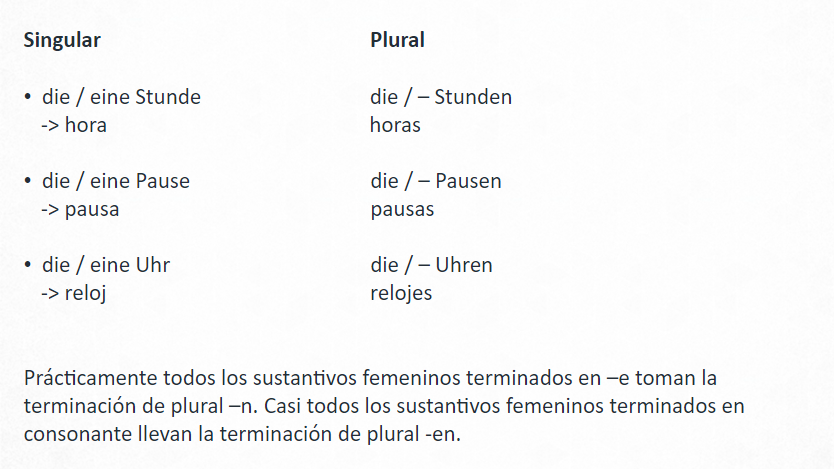 Singular Plural
• die / eine Stunde die / – Stunden
-> hora horas
• die / eine Pause die / – Pausen
-> pausa pausas
• die / eine Uhr die / – Uhren
-> reloj relojes
Prácticamente todos los sustantivos femeninos terminados en –e toman la
terminación de plural –n. Casi todos los sustantivos femeninos terminados en
consonante llevan la terminación de plural -en.